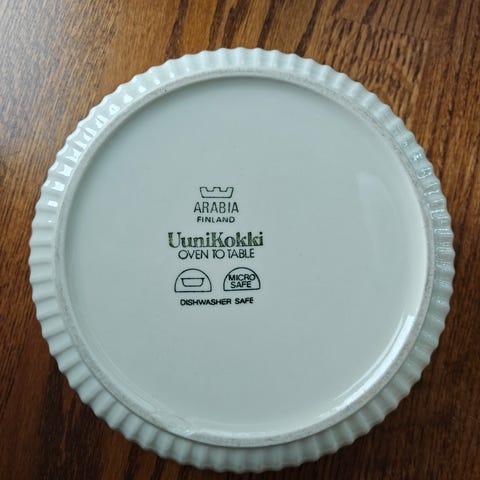 ARABIA
FINLAND
UuniKokki
OVEN TO TABLE
MICRO
SAFE
DISHWASHER SAFE